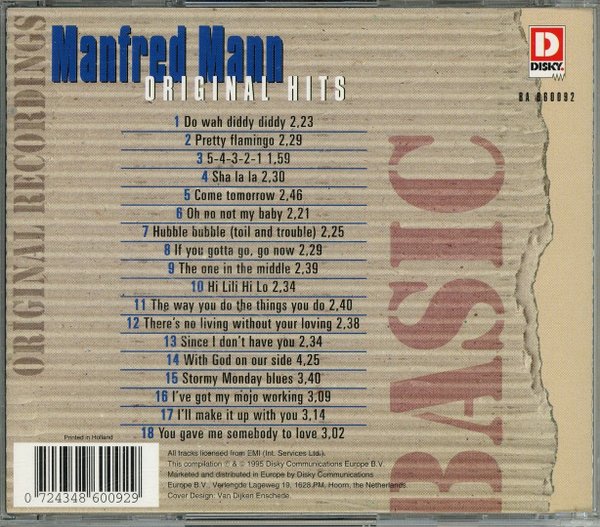 ORIGINAL RECORDINGS
Manfred Mann
ORIGINAL HITS
D
DISKY®
BA 860092
BASIC
1 Do wah diddy diddy 2,23
2 Pretty flamingo 2,29
3 5-4-3-2-1 1,59
4 Sha la la 2,30
5 Come tomorrow 2,46
6 Oh no not my baby 2,21
7 Hubble bubble (toil and trouble) 2,25
8 If you gotta go, go now 2,29
9 The one in the middle 2,39
10 Hi Lili Hi Lo 2,34
11 The way you do the things you do 2,40
12 There's no living without your loving 2,38
13 Since I don't have you 2,34
14 With God on our side 4,25
15 Stormy Monday blues 3,40
16 I've got my mojo working 3,09
17 I'll make it up with you 3,14
18 You gave me somebody to love 3,02
Printed in Holland
0 724348 600929
All tracks licensed from EMI (Int. Services Ltd.)
This compilation ℗ & © 1995 Disky Communications Europe B.V.
Marketed and distributed in Europe by Disky Communications
Europe B.V., Verlengde Lageweg 19, 1628 PM, Hoorn, the Netherlands.
Cover Design: Van Dijken Enschede.